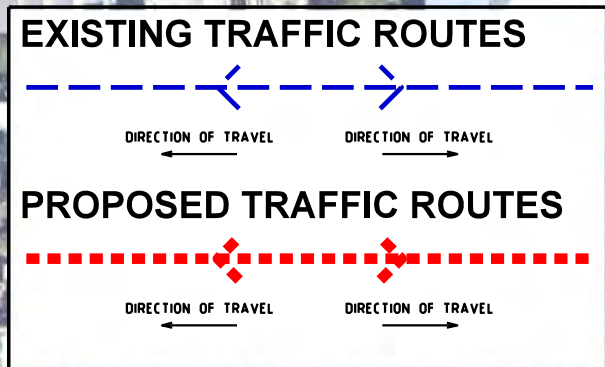 EXISTING TRAFFIC ROUTES
DIRECTION OF TRAVEL DIRECTION OF TRAVEL
PROPOSED TRAFFIC ROUTES
DIRECTION OF TRAVEL DIRECTION OF TRAVEL